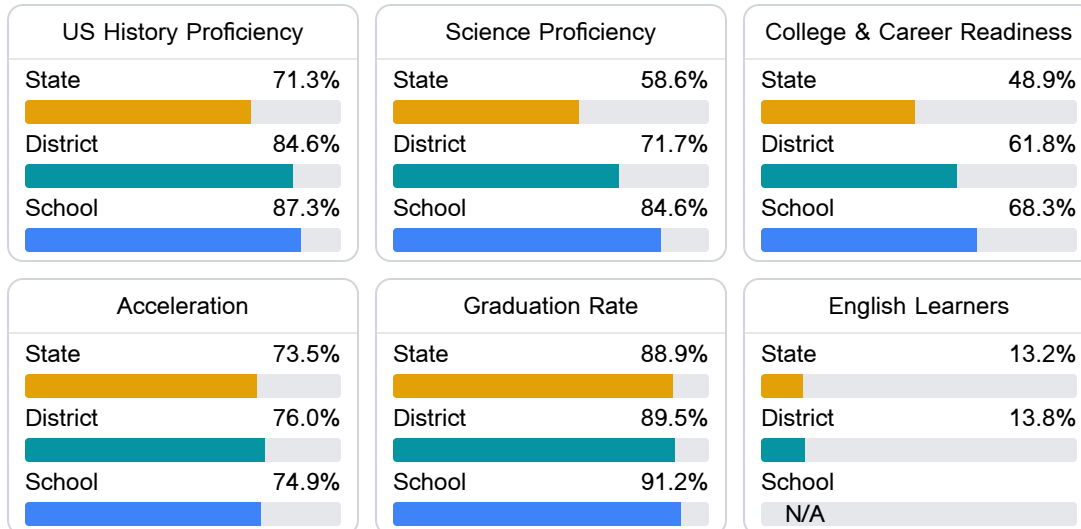 US History Proficiency
State 71.3%
District 84.6%
School 87.3%
Science Proficiency
State 58.6%
District 71.7%
School 84.6%
College & Career Readiness
State 48.9%
District 61.8%
School 68.3%
Acceleration
State 73.5%
District 76.0%
School 74.9%
Graduation Rate
State 88.9%
District 89.5%
School 91.2%
English Learners
State 13.2%
District 13.8%
School
N/A